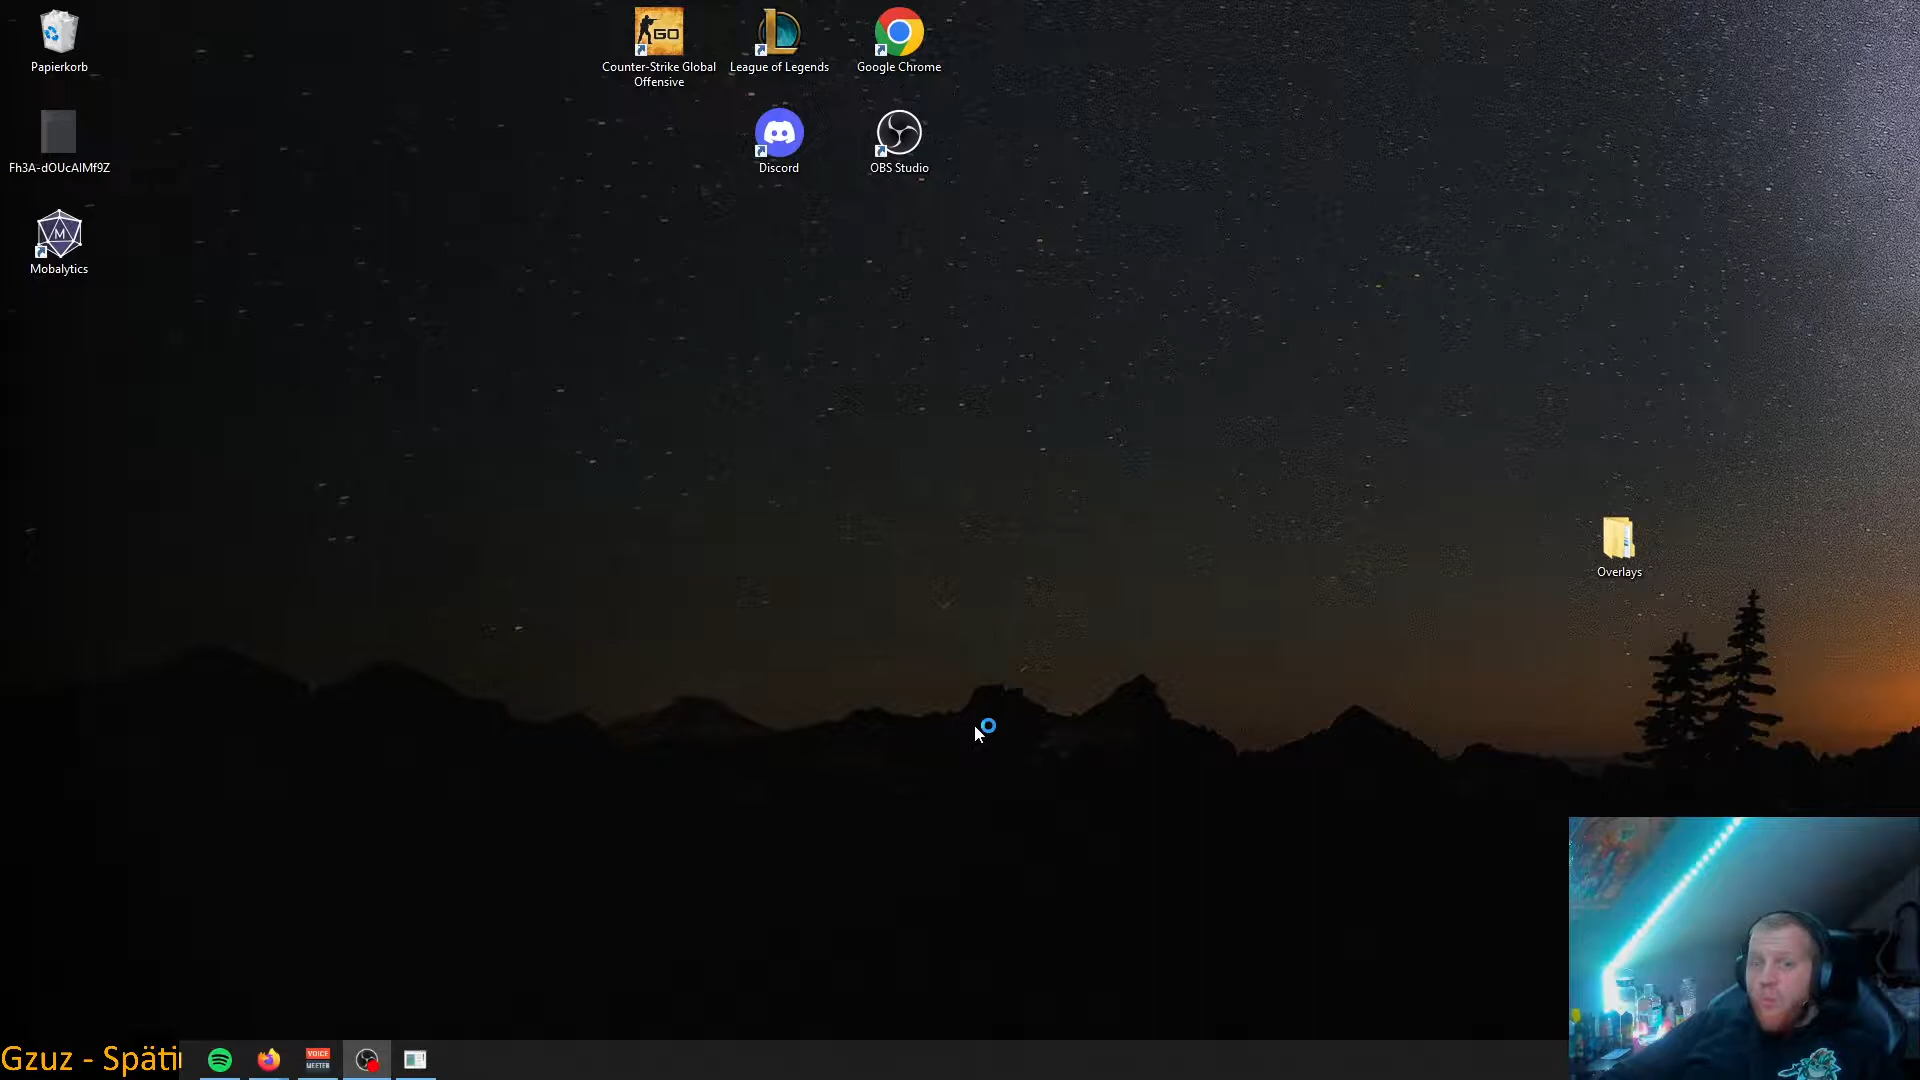 Papierkorb
Counter-Strike Global
Offensive
League of Legends
Google Chrome
GO
Fh3A-dOUcAIMf9Z
Discord
OBS Studio
M
Mobalytics
Overlays
Gzuz - Späti
VOICE
MEETER